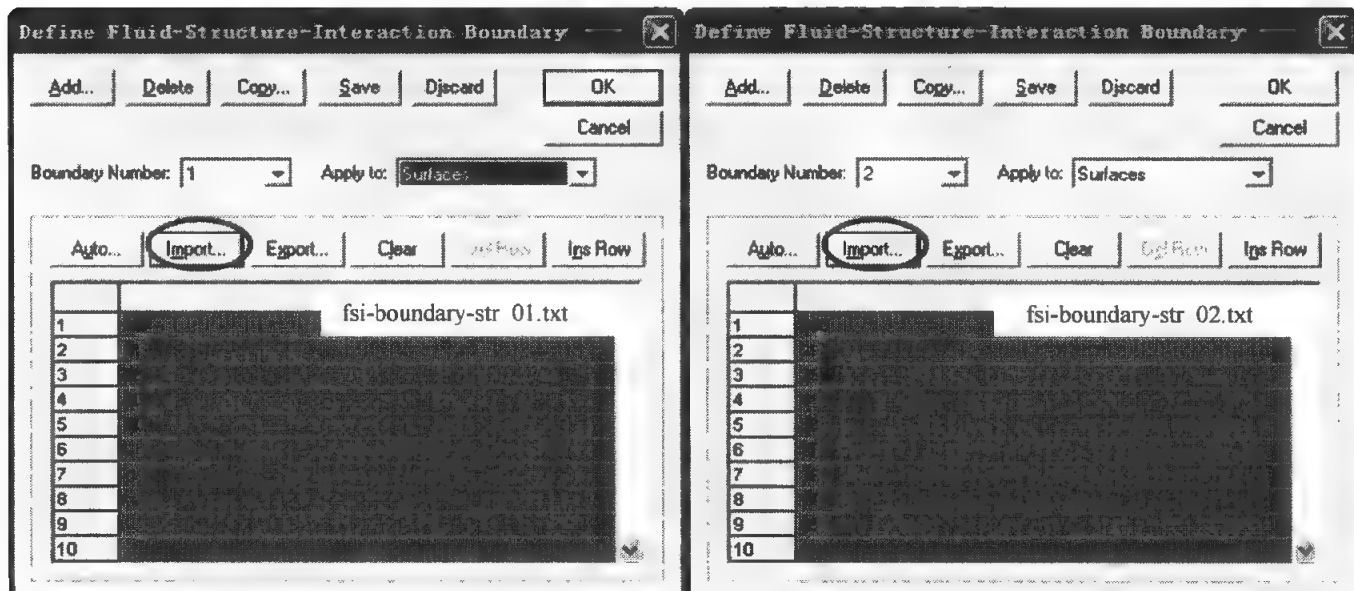 Define Fluid-Structure-Interaction Boundary
Add... Delete Copy... Save Discard OK
Cancel
Boundary Number: 1 Apply to: Surfaces
Auto... Import... Export... Clear Del Row Ins Row
fsi-boundary-str 01.txt
1
2
3
4
5
6
7
8
9
10
Define Fluid-Structure-Interaction Boundary
Add... Delete Copy... Save Discard OK
Cancel
Boundary Number: 2 Apply to: Surfaces
Auto... Import... Export... Clear Del Row Ins Row
fsi-boundary-str 02.txt
1
2
3
4
5
6
7
8
9
10